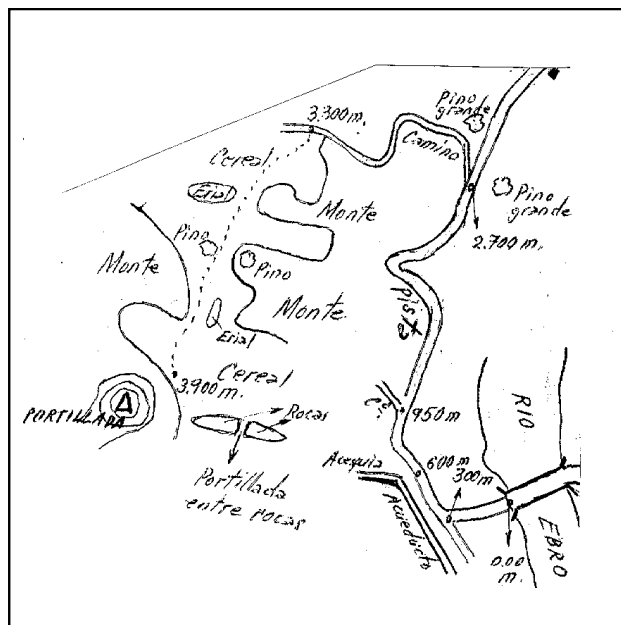 Pino
grande
3.300 m.
Camino
Cereal
Erial
Monte
Pino
grande
2.700 m.
Pino
Monte
Pino
Monte
Pista
Erial
Cereal
3.900 m.
RIO
PORTILLADA
Rocas
950 m
Portillada
entre rocas
Acequia
600 m
300 m
Acueducto
0.00
m.
EBRO